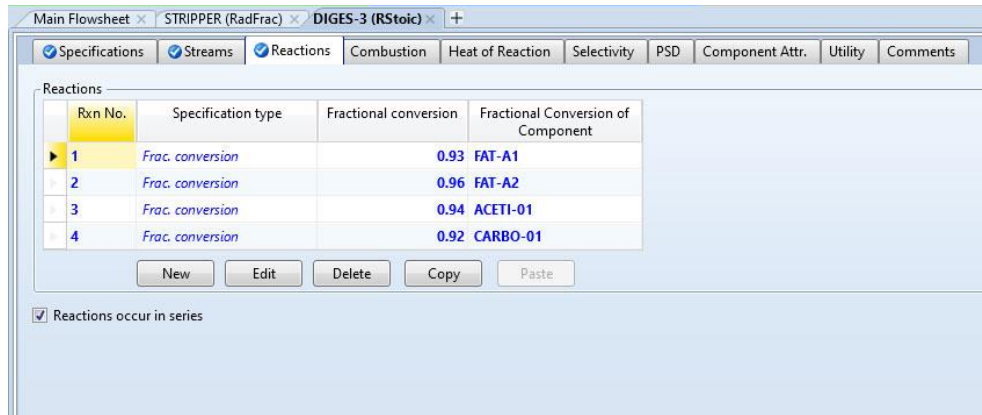 Main Flowsheet × STRIPPER (RadFrac) × DIGES-3 (RStoic) × +
Specifications Streams Reactions Combustion Heat of Reaction Selectivity PSD Component Attr. Utility Comments
Reactions
Rxn No. Specification type Fractional conversion Fractional Conversion of
Component
1 Frac. conversion 0.93 FAT-A1
2 Frac. conversion 0.96 FAT-A2
3 Frac. conversion 0.94 ACETI-01
4 Frac. conversion 0.92 CARBO-01
New Edit Delete Copy Paste
Reactions occur in series